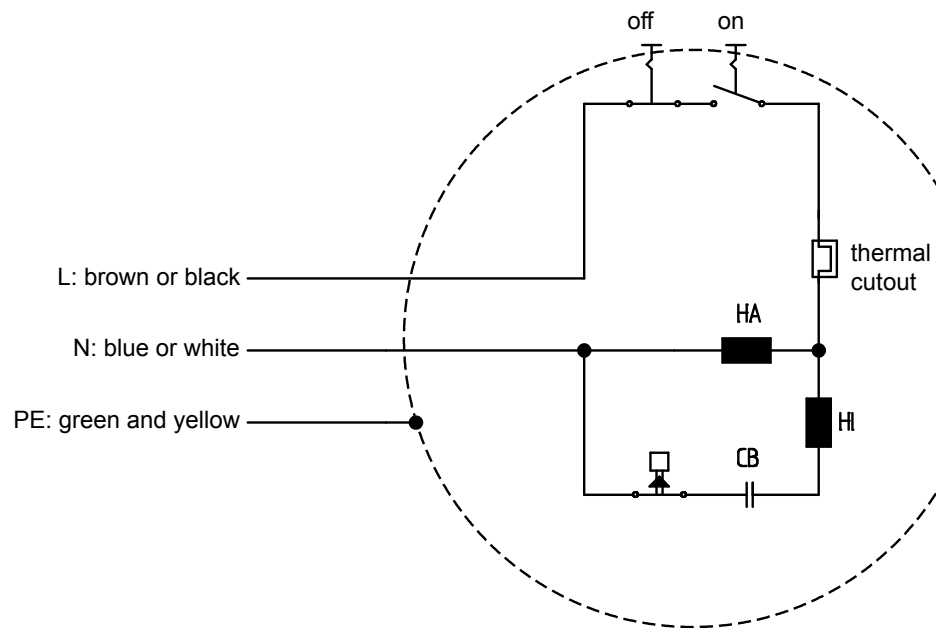 off on
L: brown or black
thermal
cutout
HA
N: blue or white
PE: green and yellow
HI
CB